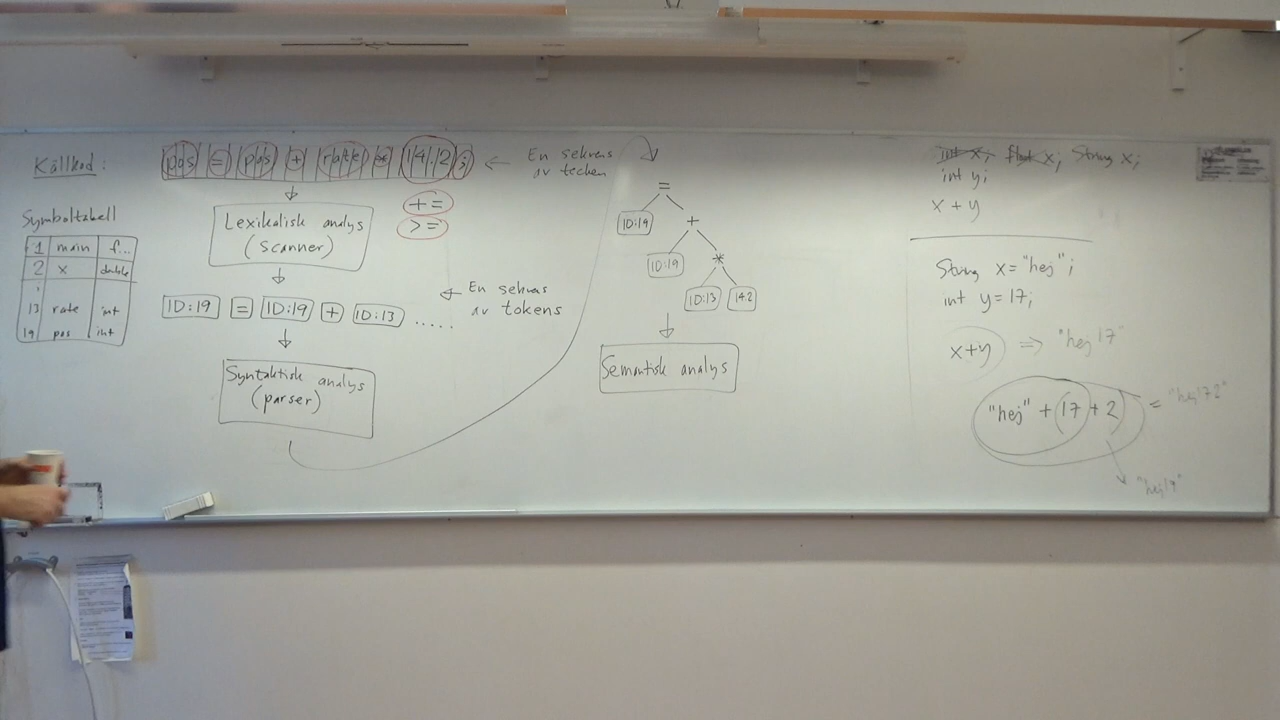 Källkod:
pos = pos + rate * 14.2;
En sekvens
av tecken
+=
>=
Symboltabell
1 main f...
2 x double
13 rate int
19 pos int
Lexikalisk analys
(scanner)
ID:19 = ID:19 + ID:13 .....
En sekvens
av tokens
Syntaktisk analys
(parser)
=
ID:19 +
ID:19 *
ID:13 14.2
Semantisk analys
int x; float x; String x;
int y;
x + y
String x = "hej";
int y = 17;
x+y => "hej17"
"hej" + (17 + 2) = "hej172"
"hej19"